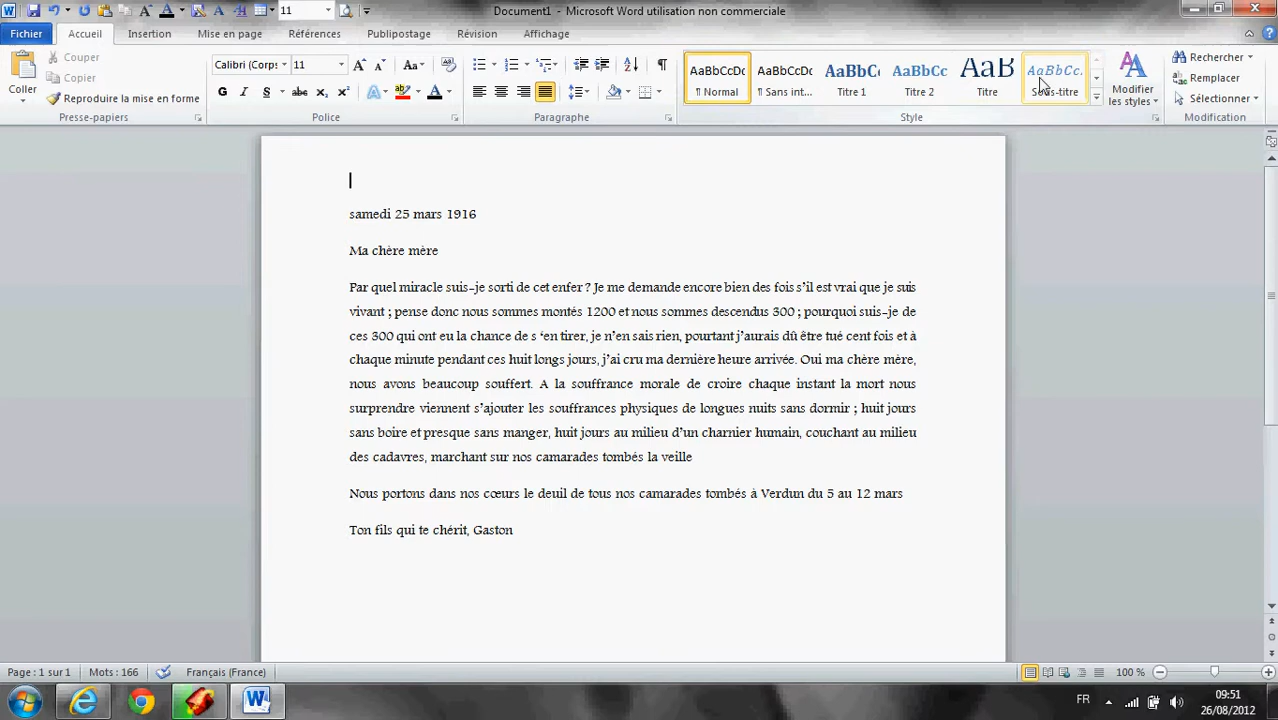 11
Document1 - Microsoft Word utilisation non commerciale
Fichier Accueil Insertion Mise en page Références Publipostage Révision Affichage
Coller
Couper
Copier
Reproduire la mise en forme
Presse-papiers
Calibri (Corps 11
G I S abc x₂ x²
Police
Paragraphe
AaBbCcDc AaBbCcDc AaBbC AaBbCc AaB AaBbCc.
¶ Normal ¶ Sans int... Titre 1 Titre 2 Titre Sous-titre
Modifier
les styles
Style
Rechercher
Remplacer
Sélectionner
Modification
samedi 25 mars 1916
Ma chère mère
Par quel miracle suis-je sorti de cet enfer ? Je me demande encore bien des fois s’il est vrai que je suis
vivant ; pense donc nous sommes montés 1200 et nous sommes descendus 300 ; pourquoi suis-je de
ces 300 qui ont eu la chance de s ‘en tirer, je n’en sais rien, pourtant j’aurais dû être tué cent fois et à
chaque minute pendant ces huit longs jours, j’ai cru ma dernière heure arrivée. Oui ma chère mère,
nous avons beaucoup souffert. A la souffrance morale de croire chaque instant la mort nous
surprendre viennent s’ajouter les souffrances physiques de longues nuits sans dormir ; huit jours
sans boire et presque sans manger, huit jours au milieu d’un charnier humain, couchant au milieu
des cadavres, marchant sur nos camarades tombés la veille
Nous portons dans nos cœurs le deuil de tous nos camarades tombés à Verdun du 5 au 12 mars
Ton fils qui te chérit, Gaston
Page : 1 sur 1 Mots : 166 Français (France) 100 %
FR 09:51
26/08/2012